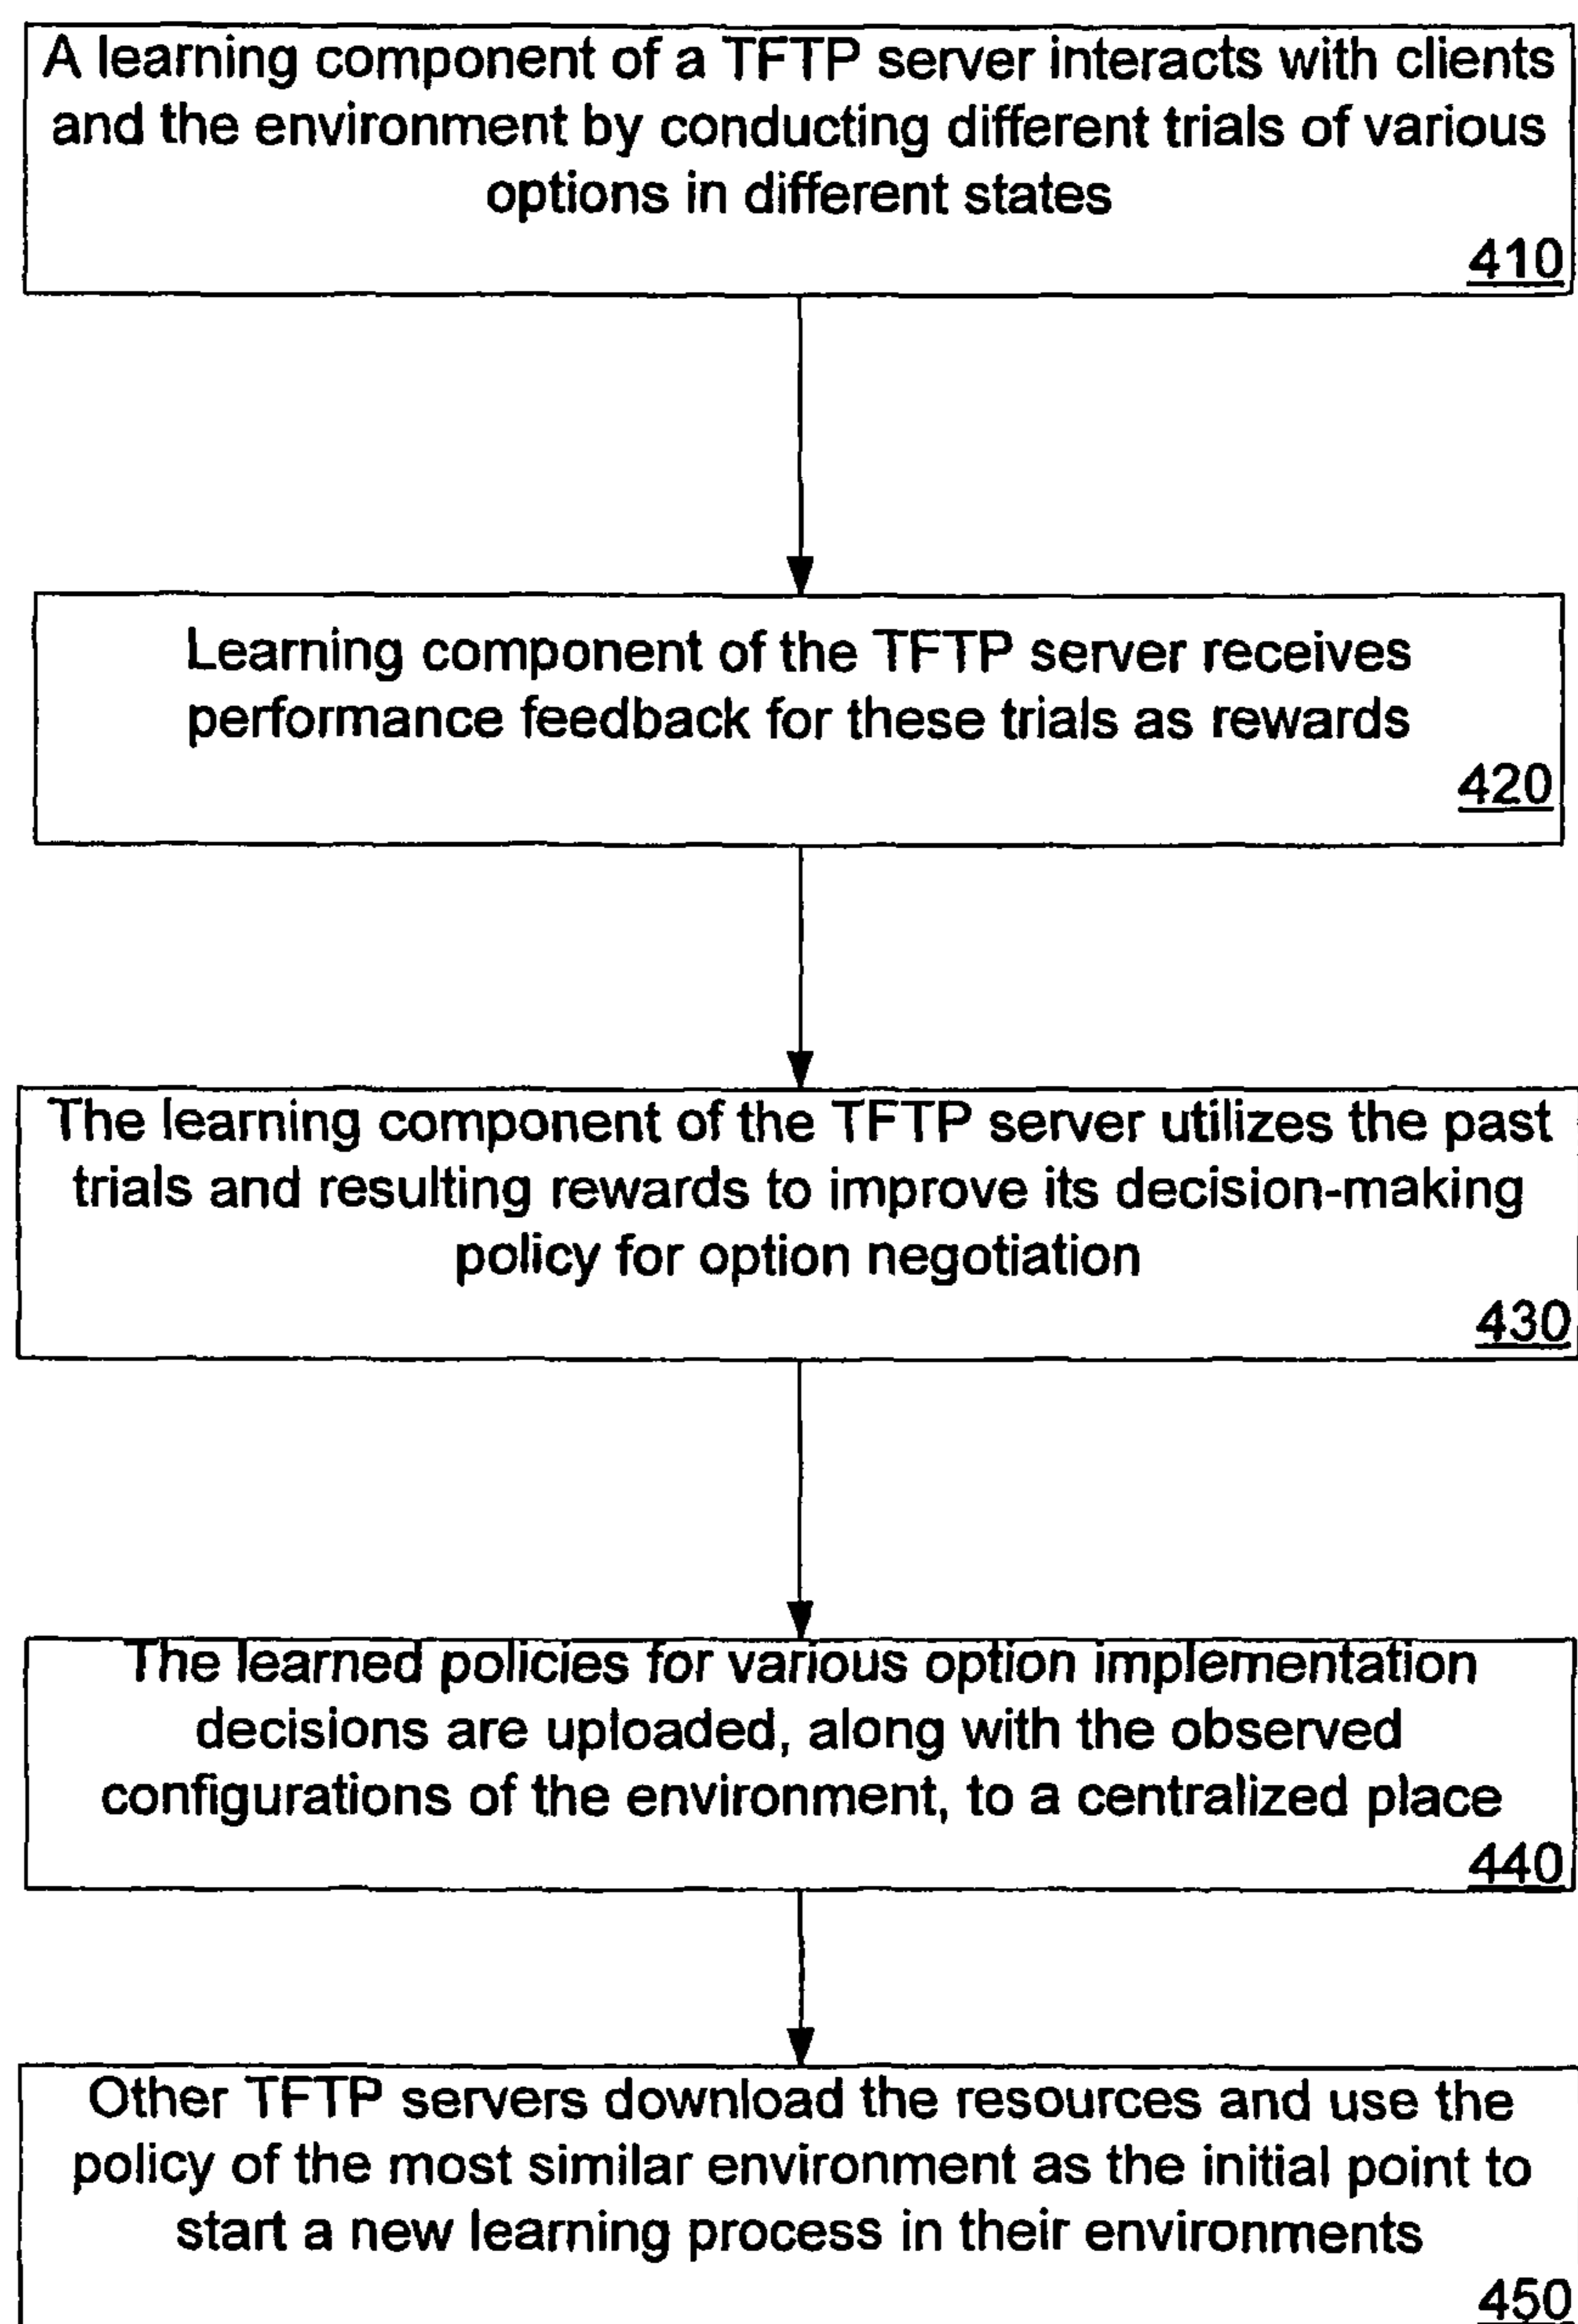 A learning component of a TFTP server interacts with clients
and the environment by conducting different trials of various
options in different states
410
Learning component of the TFTP server receives
performance feedback for these trials as rewards
420
The learning component of the TFTP server utilizes the past
trials and resulting rewards to improve its decision-making
policy for option negotiation
430
The learned policies for various option implementation
decisions are uploaded, along with the observed
configurations of the environment, to a centralized place
440
Other TFTP servers download the resources and use the
policy of the most similar environment as the initial point to
start a new learning process in their environments
450